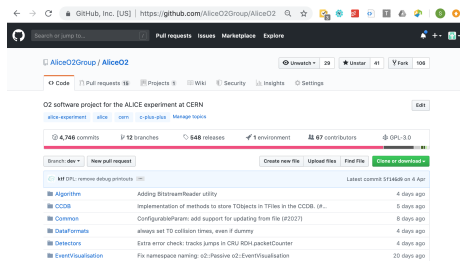 GitHub, Inc. [US] | https://github.com/AliceO2Group/AliceO2
Search or jump to... / Pull requests Issues Marketplace Explore
AliceO2Group / AliceO2 Unwatch 29 Unstar 41 Fork 106
Code Pull requests 15 Projects 1 Wiki Security Insights Settings
O2 software project for the ALICE experiment at CERN Edit
alice-experiment alice cern c-plus-plus Manage topics
4,746 commits 12 branches 548 releases 1 environment 67 contributors GPL-3.0
Branch: dev New pull request Create new file Upload files Find File Clone or download
ktf DPL: remove debug printouts Latest commit 5f146d0 on 4 Apr
Algorithm Adding BitstreamReader utility 4 days ago
CCDB Implementation of methods to store TObjects in TFiles in the CCDB. (#... 5 days ago
Common ConfigurableParam: add support for updating from file (#2027) 8 days ago
DataFormats always set T0 collision times, even if dummy 4 days ago
Detectors Extra error check: tracks jumps in CRU RDH.packetCounter 4 days ago
EventVisualisation Fix namespace naming: o2::Passive o2::EventVisualisation 20 days ago